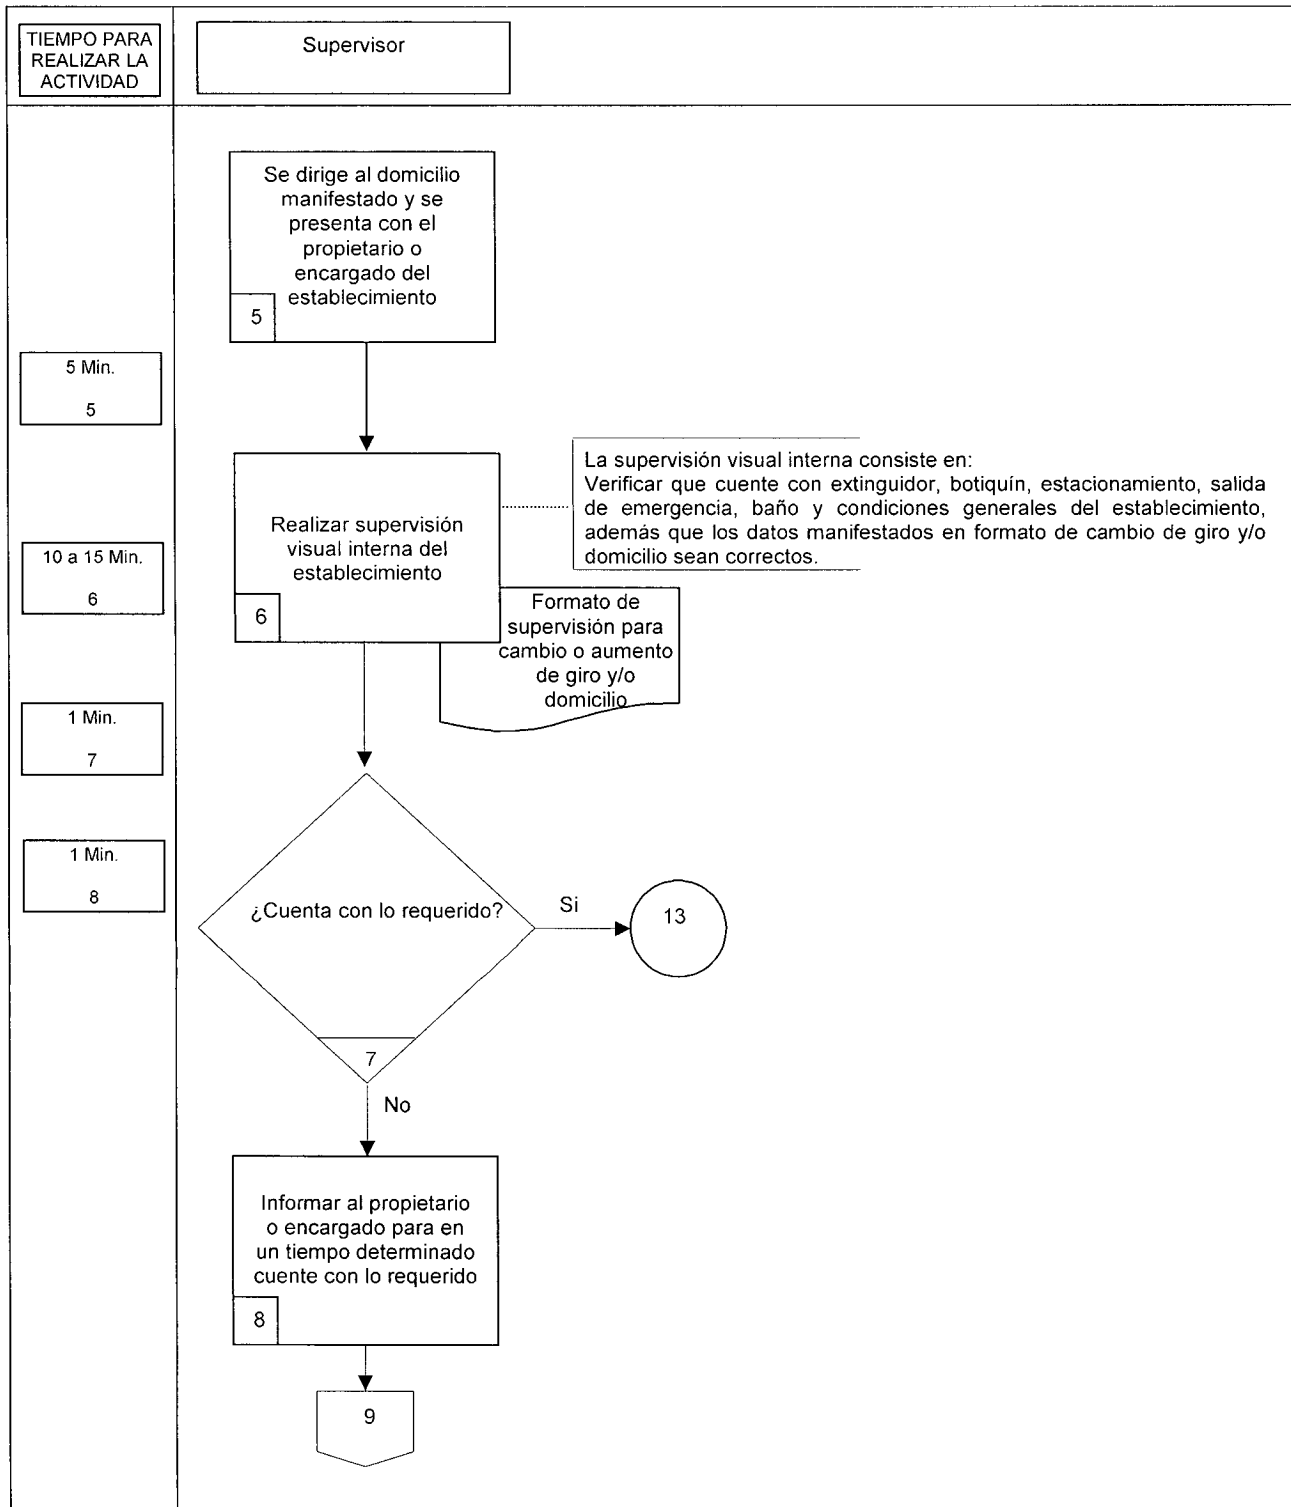 TIEMPO PARA
REALIZAR LA
ACTIVIDAD
Supervisor
Se dirige al domicilio
manifestado y se
presenta con el
propietario o
encargado del
establecimiento
5
5 Min.
5
La supervisión visual interna consiste en:
Verificar que cuente con extinguidor, botiquín, estacionamiento, salida
de emergencia, baño y condiciones generales del establecimiento,
además que los datos manifestados en formato de cambio de giro y/o
domicilio sean correctos.
Realizar supervisión
visual interna del
establecimiento
6
10 a 15 Min.
6
Formato de
supervisión para
cambio o aumento
de giro y/o
domicilio
1 Min.
7
1 Min.
8
¿Cuenta con lo requerido?
Si
13
7
No
Informar al propietario
o encargado para en
un tiempo determinado
cuente con lo requerido
8
9